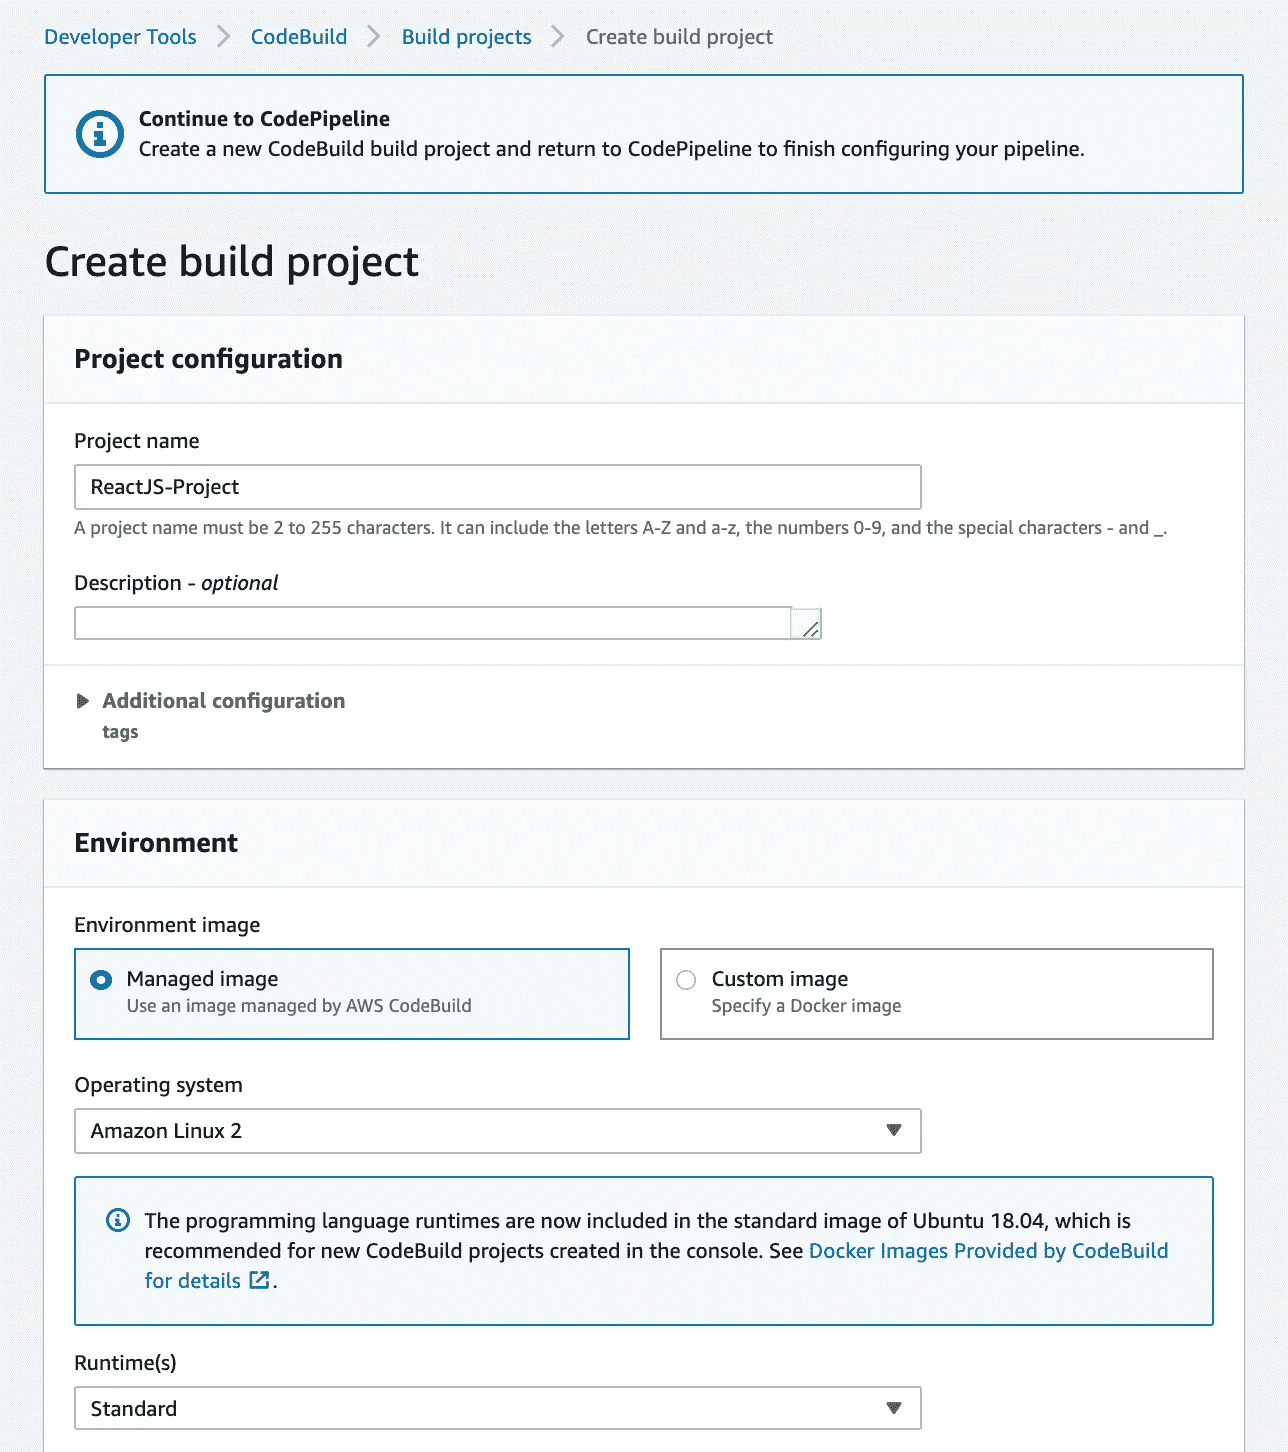 Developer Tools > CodeBuild > Build projects > Create build project
Continue to CodePipeline
Create a new CodeBuild build project and return to CodePipeline to finish configuring your pipeline.
Create build project
Project configuration
Project name
ReactJS-Project
A project name must be 2 to 255 characters. It can include the letters A-Z and a-z, the numbers 0-9, and the special characters - and _.
Description - optional
Additional configuration
tags
Environment
Environment image
Managed image
Use an image managed by AWS CodeBuild
Custom image
Specify a Docker image
Operating system
Amazon Linux 2
The programming language runtimes are now included in the standard image of Ubuntu 18.04, which is
recommended for new CodeBuild projects created in the console. See Docker Images Provided by CodeBuild
for details.
Runtime(s)
Standard